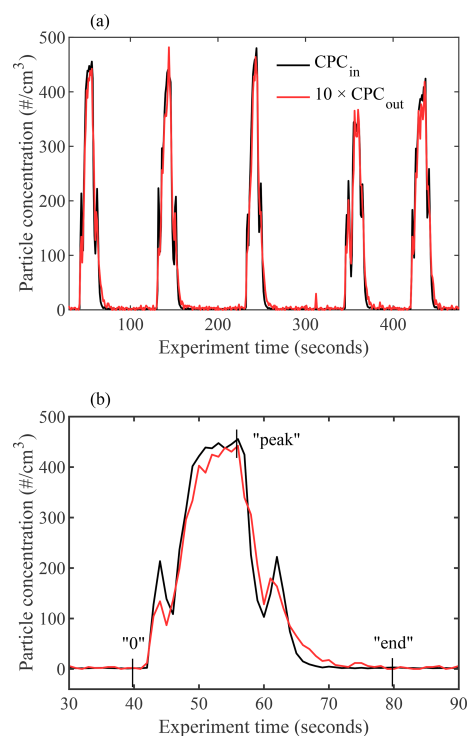 (a)
Particle concentration (#/cm³)
500
400
300
200
100
0
CPC_in
10 × CPC_out
100
200
300
400
Experiment time (seconds)
(b)
Particle concentration (#/cm³)
500
400
300
200
100
0
"peak"
"0"
"end"
30
40
50
60
70
80
90
Experiment time (seconds)